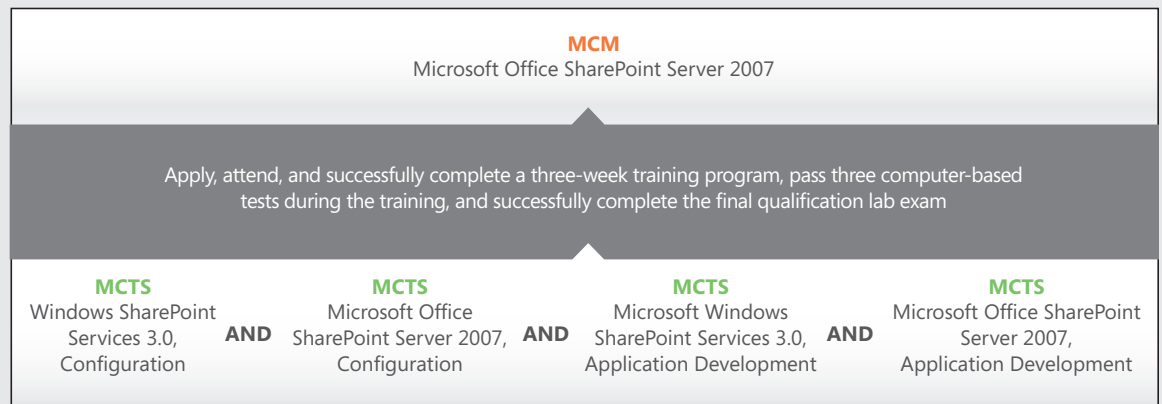 MCM
Microsoft Office SharePoint Server 2007
Apply, attend, and successfully complete a three-week training program, pass three computer-based
tests during the training, and successfully complete the final qualification lab exam
MCTS
Windows SharePoint
Services 3.0,
Configuration
AND
MCTS
Microsoft Office
SharePoint Server 2007,
Configuration
AND
MCTS
Microsoft Windows
SharePoint Services 3.0,
Application Development
AND
MCTS
Microsoft Office SharePoint
Server 2007,
Application Development